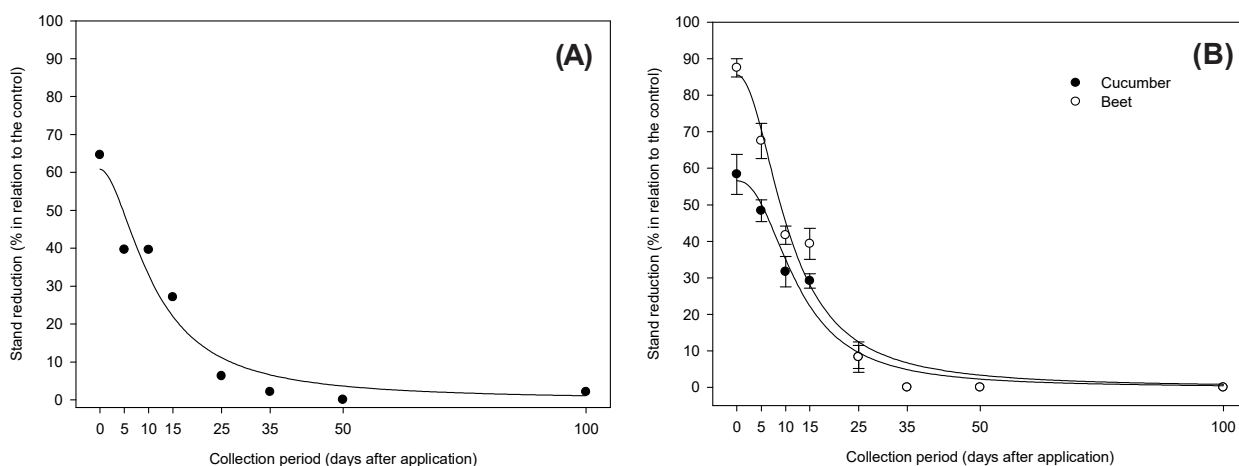 (A)
Stand reduction (% in relation to the control)
100
90
80
70
60
50
40
30
20
10
0
0 5 10 15 25 35 50 100
Collection period (days after application)
(B)
Cucumber
Beet
Stand reduction (% in relation to the control)
100
90
80
70
60
50
40
30
20
10
0
0 5 10 15 25 35 50 100
Collection period (days after application)